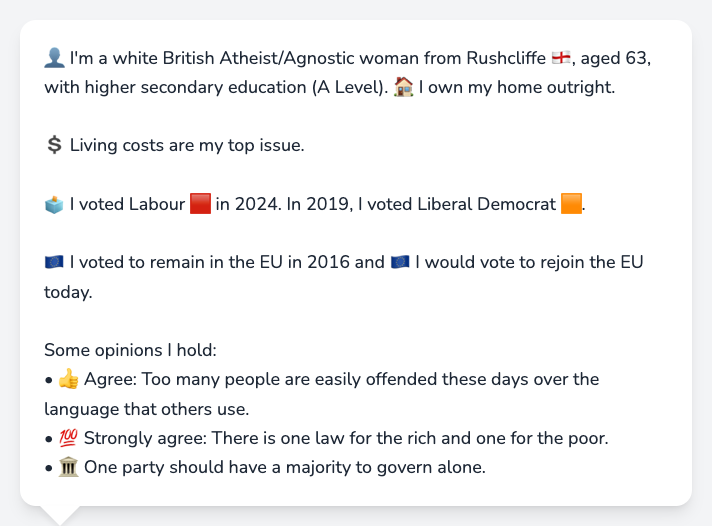 👤 I'm a white British Atheist/Agnostic woman from Rushcliffe 🏴󠁧󠁢󠁥󠁮󠁧󠁿, aged 63,
with higher secondary education (A Level). 🏠 I own my home outright.
💲 Living costs are my top issue.
🗳️ I voted Labour 🟥 in 2024. In 2019, I voted Liberal Democrat 🟧.
🇪🇺 I voted to remain in the EU in 2016 and 🇪🇺 I would vote to rejoin the EU
today.
Some opinions I hold:
• 👍 Agree: Too many people are easily offended these days over the
language that others use.
• 💯 Strongly agree: There is one law for the rich and one for the poor.
• 🏛️ One party should have a majority to govern alone.